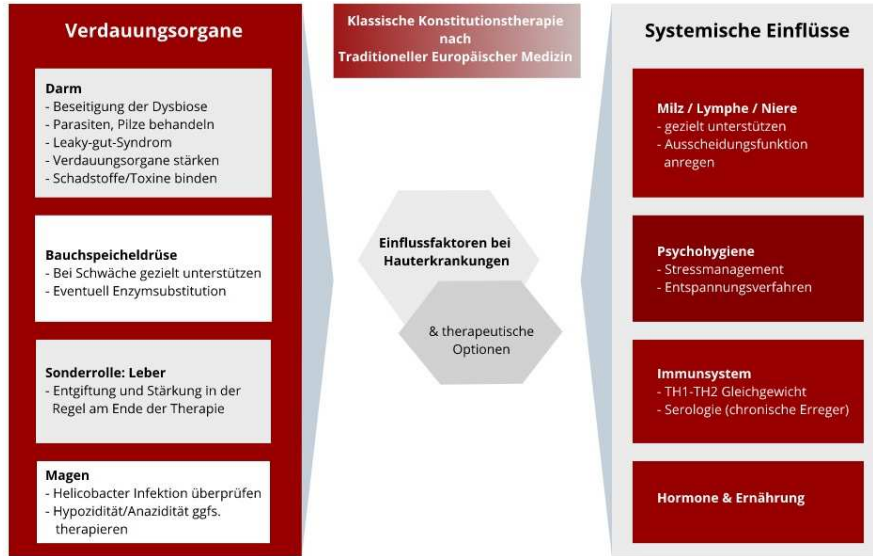 Verdauungsorgane
Darm
- Beseitigung der Dysbiose
- Parasiten, Pilze behandeln
- Leaky-gut-Syndrom
- Verdauungsorgane stärken
- Schadstoffe/Toxine binden
Bauchspeicheldrüse
- Bei Schwäche gezielt unterstützen
- Eventuell Enzymsubstitution
Sonderrolle: Leber
- Entgiftung und Stärkung in der
Regel am Ende der Therapie
Magen
- Helicobacter Infektion überprüfen
- Hypozidität/Anazidität ggfs.
therapieren
Klassische Konstitutionstherapie
nach
Traditioneller Europäischer Medizin
Einflussfaktoren bei
Hauterkrankungen
& therapeutische
Optionen
Systemische Einflüsse
Milz / Lymphe / Niere
- gezielt unterstützen
- Ausscheidungsfunktion
anregen
Psychohygiene
- Stressmanagement
- Entspannungsverfahren
Immunsystem
- TH1-TH2 Gleichgewicht
- Serologie (chronische Erreger)
Hormone & Ernährung